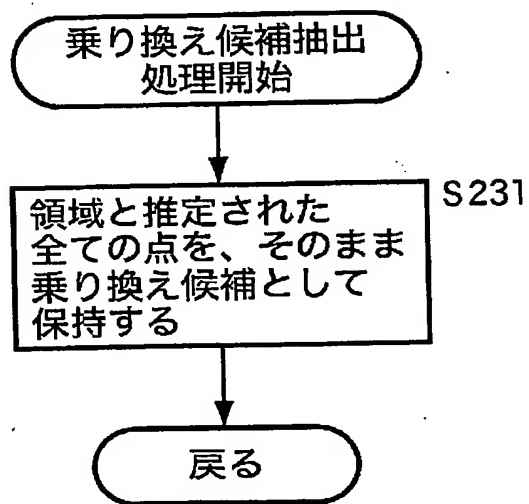 乗り換え候補抽出
処理開始
S231
領域と推定された
全ての点を、そのまま
乗り換え候補として
保持する
戻る